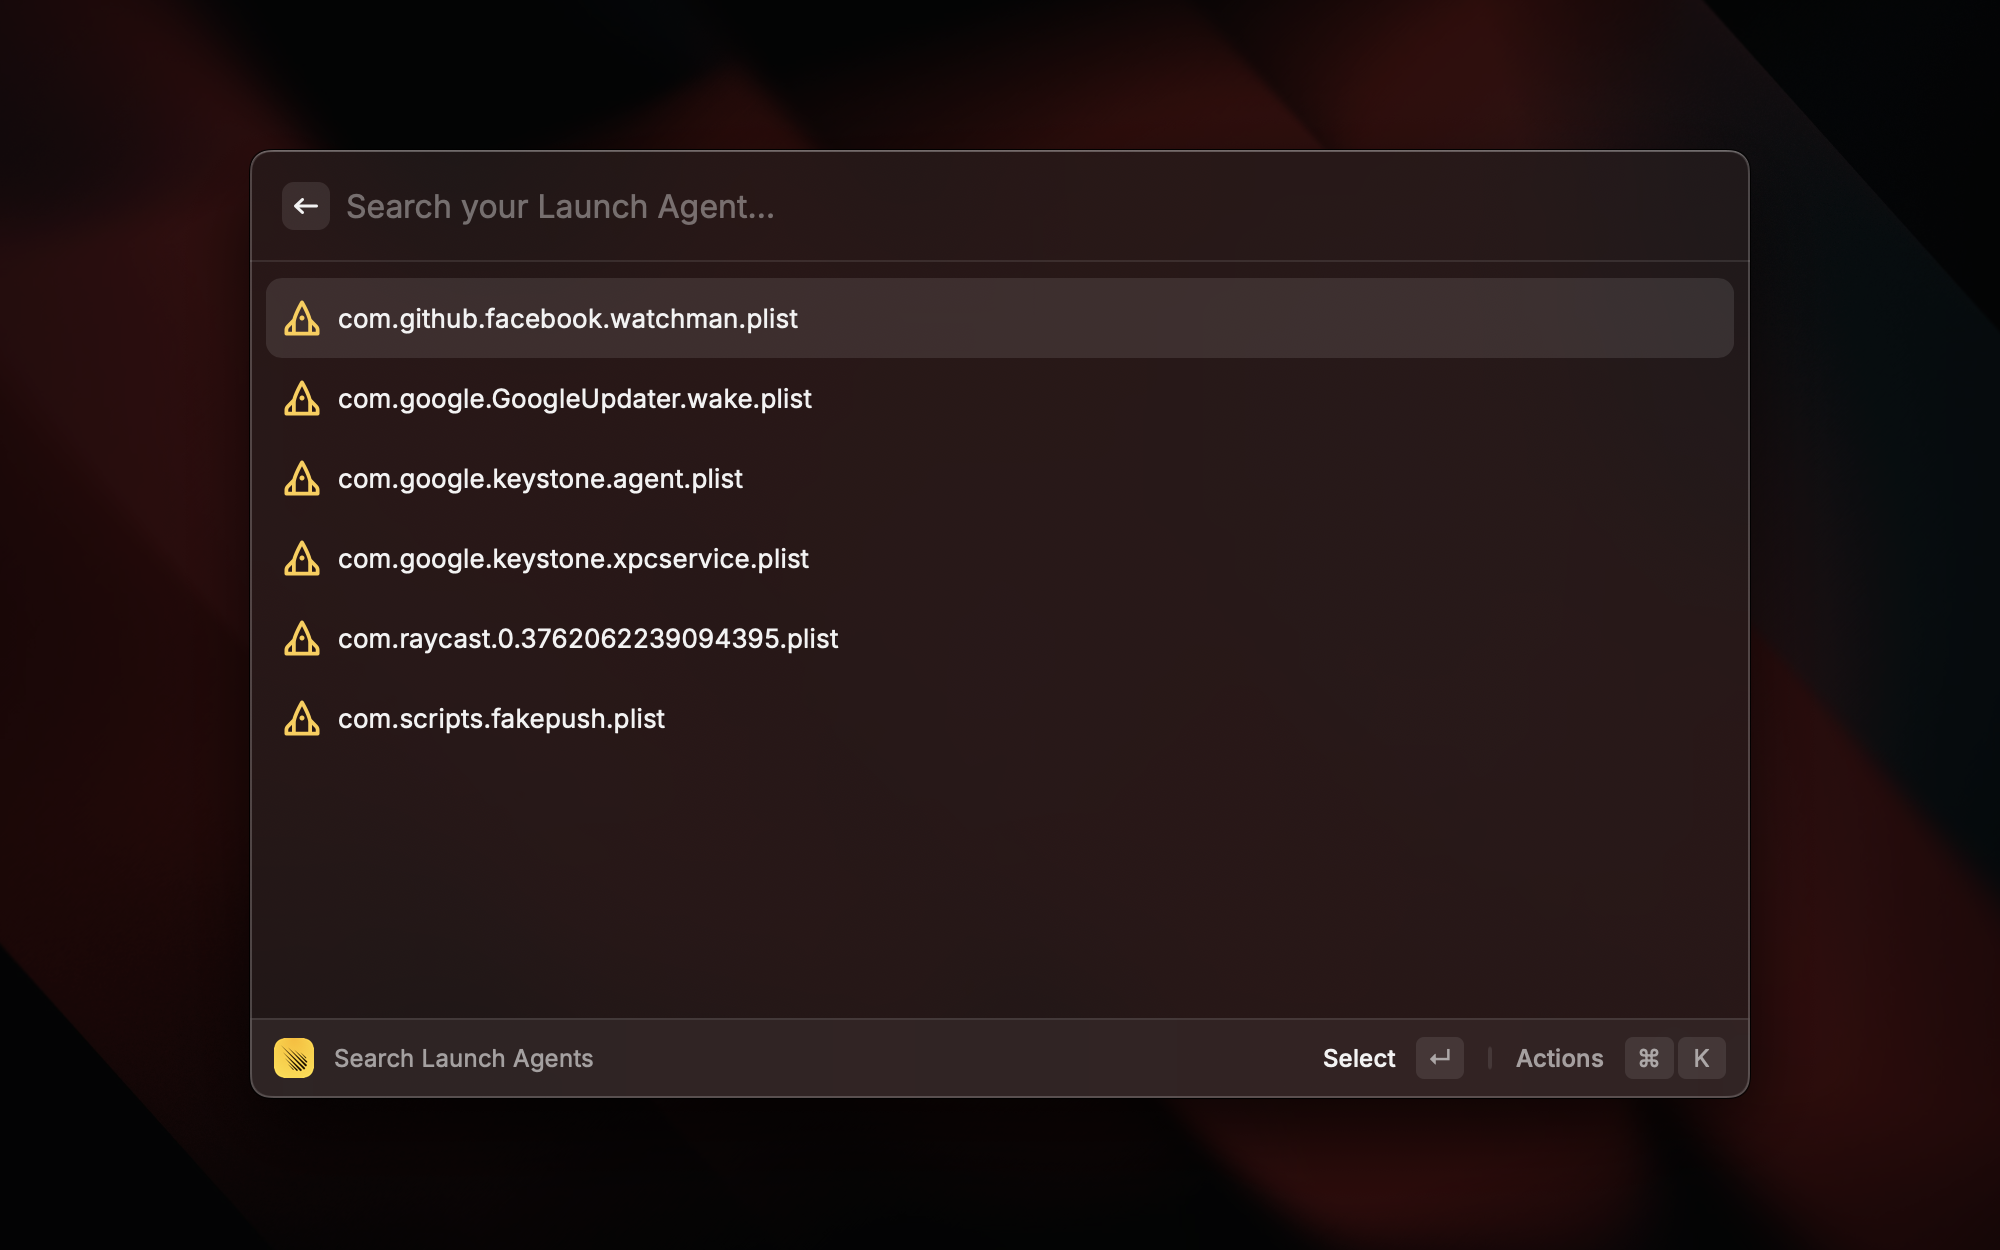 Search your Launch Agent...
com.github.facebook.watchman.plist
com.google.GoogleUpdater.wake.plist
com.google.keystone.agent.plist
com.google.keystone.xpcservice.plist
com.raycast.0.3762062239094395.plist
com.scripts.fakepush.plist
Search Launch Agents
Select ↵ Actions ⌘ K